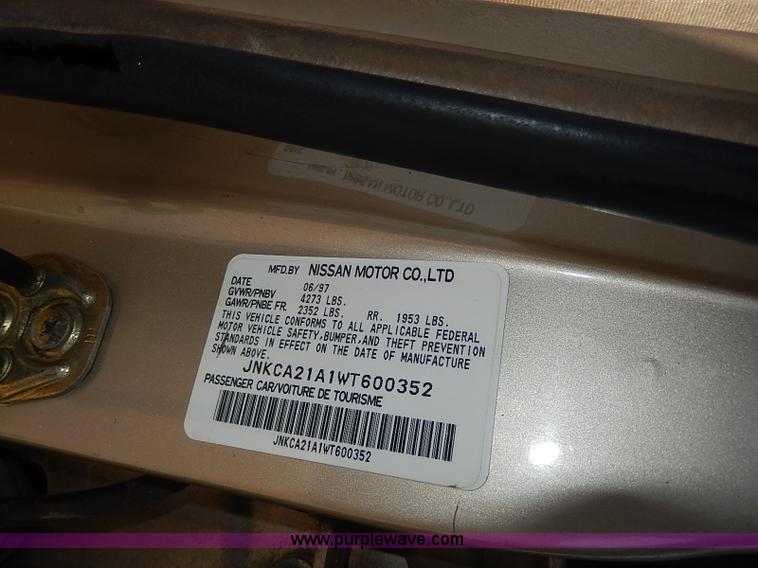 MFD.BY NISSAN MOTOR CO.,LTD
DATE 06/97
GVWR/PNBV 4273 LBS.
GAWR/PNBE FR. 2352 LBS. RR. 1953 LBS.
THIS VEHICLE CONFORMS TO ALL APPLICABLE FEDERAL
MOTOR VEHICLE SAFETY,BUMPER,AND THEFT PREVENTION
STANDARDS IN EFFECT ON THE DATE OF MANUFACTURE
SHOWN ABOVE.
JNKCA21A1WT600352
PASSENGER CAR/VOITURE DE TOURISME
JNKCA21A1WT600352
www.purplewave.com